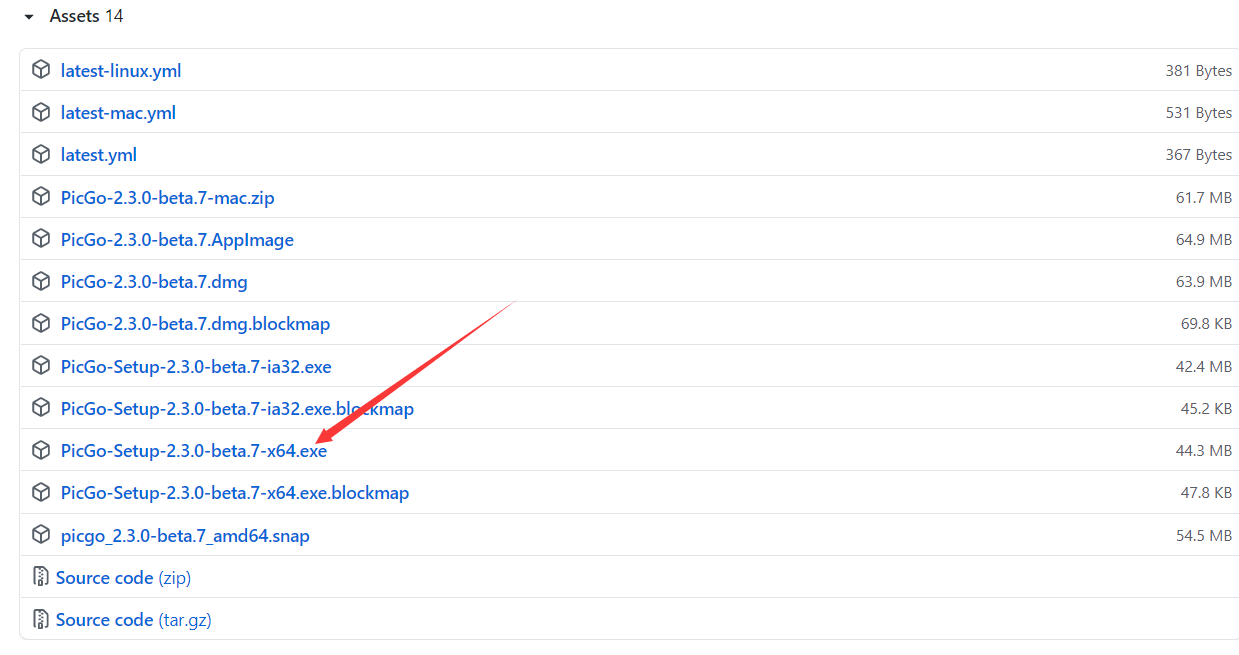 Assets 14
latest-linux.yml 381 Bytes
latest-mac.yml 531 Bytes
latest.yml 367 Bytes
PicGo-2.3.0-beta.7-mac.zip 61.7 MB
PicGo-2.3.0-beta.7.AppImage 64.9 MB
PicGo-2.3.0-beta.7.dmg 63.9 MB
PicGo-2.3.0-beta.7.dmg.blockmap 69.8 KB
PicGo-Setup-2.3.0-beta.7-ia32.exe 42.4 MB
PicGo-Setup-2.3.0-beta.7-ia32.exe.blockmap 45.2 KB
PicGo-Setup-2.3.0-beta.7-x64.exe 44.3 MB
PicGo-Setup-2.3.0-beta.7-x64.exe.blockmap 47.8 KB
picgo_2.3.0-beta.7_amd64.snap 54.5 MB
Source code (zip)
Source code (tar.gz)